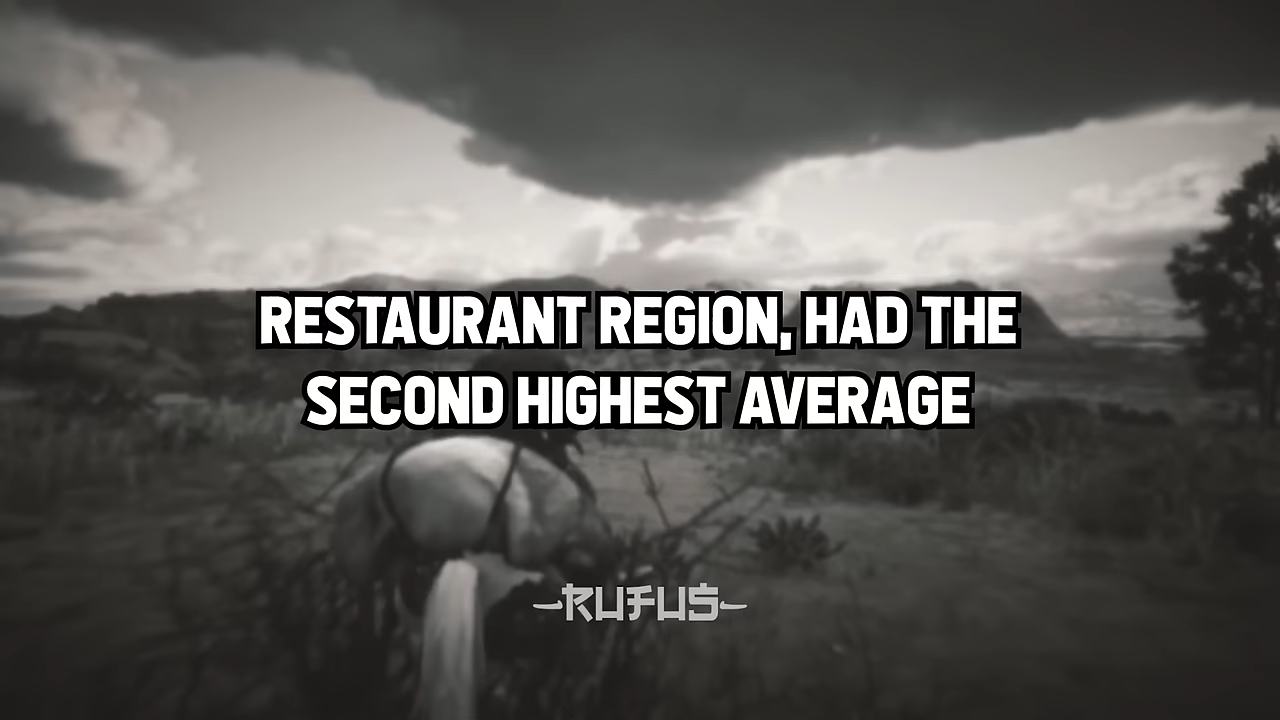 RESTAURANT REGION, HAD THE
SECOND HIGHEST AVERAGE
-RUFUS-